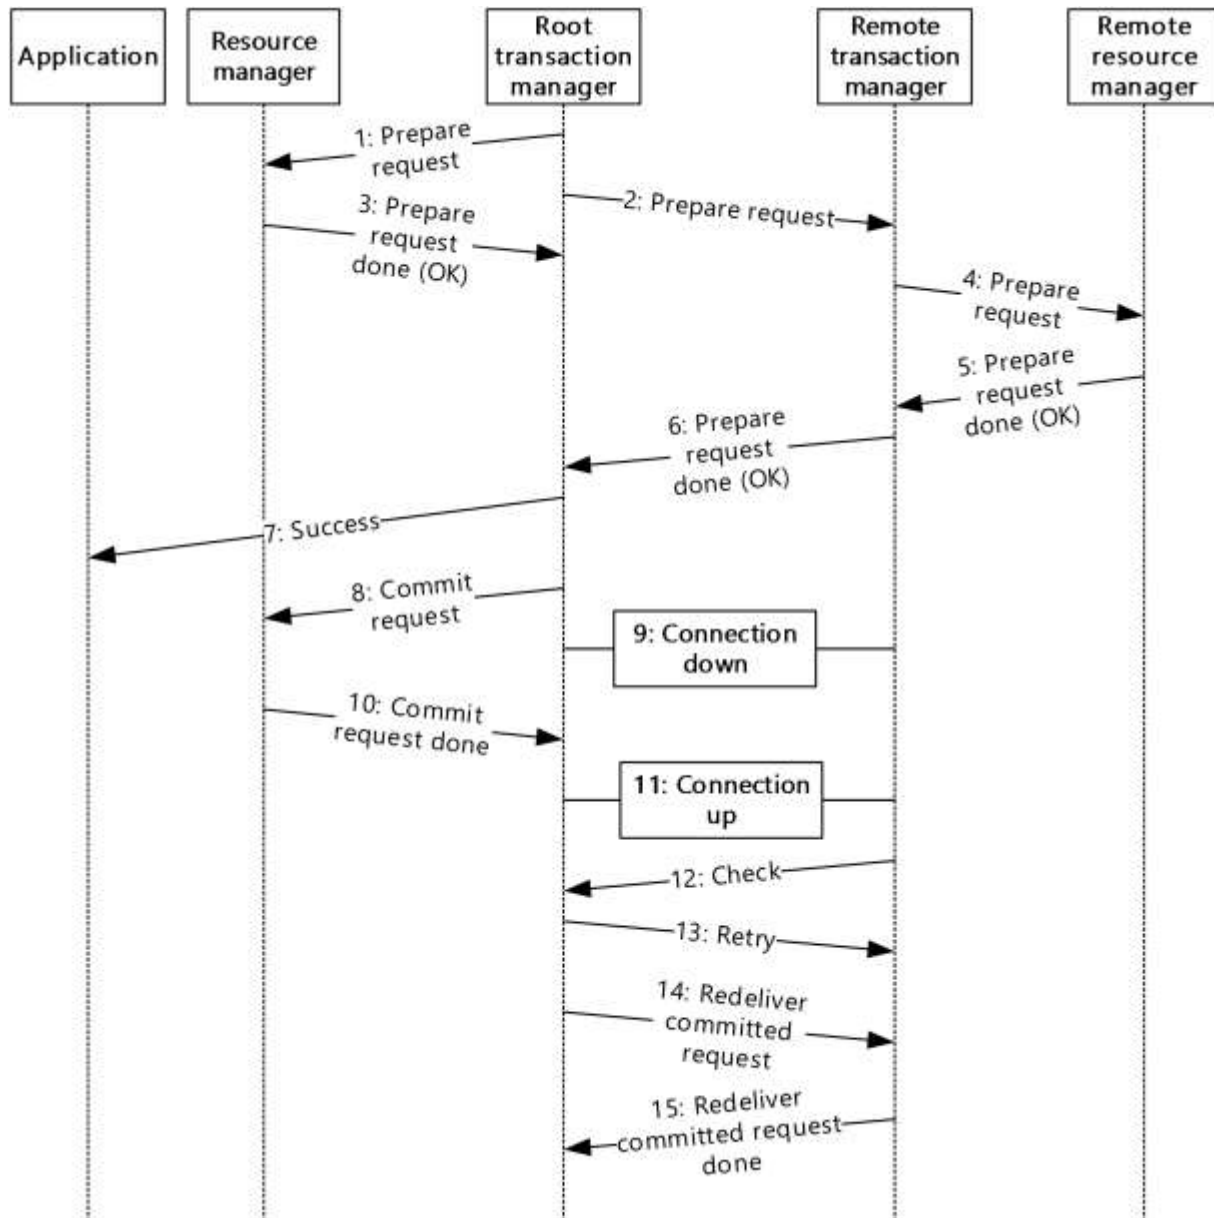 Application
Resource
manager
Root
transaction
manager
Remote
transaction
manager
Remote
resource
manager
1: Prepare
request
2: Prepare request
3: Prepare
request
done (OK)
4: Prepare
request
5: Prepare
request
done (OK)
6: Prepare
request
done (OK)
7: Success
8: Commit
request
9: Connection
down
10: Commit
request done
11: Connection
up
12: Check
13: Retry
14: Redeliver
committed
request
15: Redeliver
committed request
done